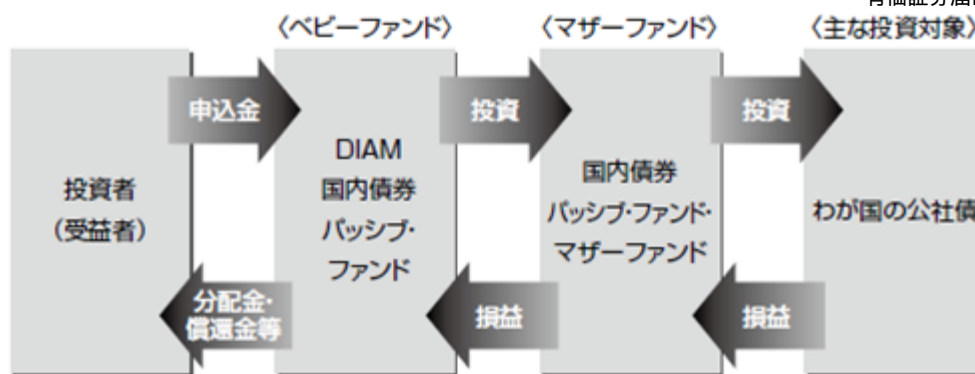 〈ベビーファンド〉
〈マザーファンド〉
〈主な投資対象〉
申込金
投資
投資
投資者
(受益者)
DIAM
国内債券
パッシブ・
ファンド
国内債券
パッシブ・ファンド・
マザーファンド
わが国の公社債
分配金・
償還金等
損益
損益